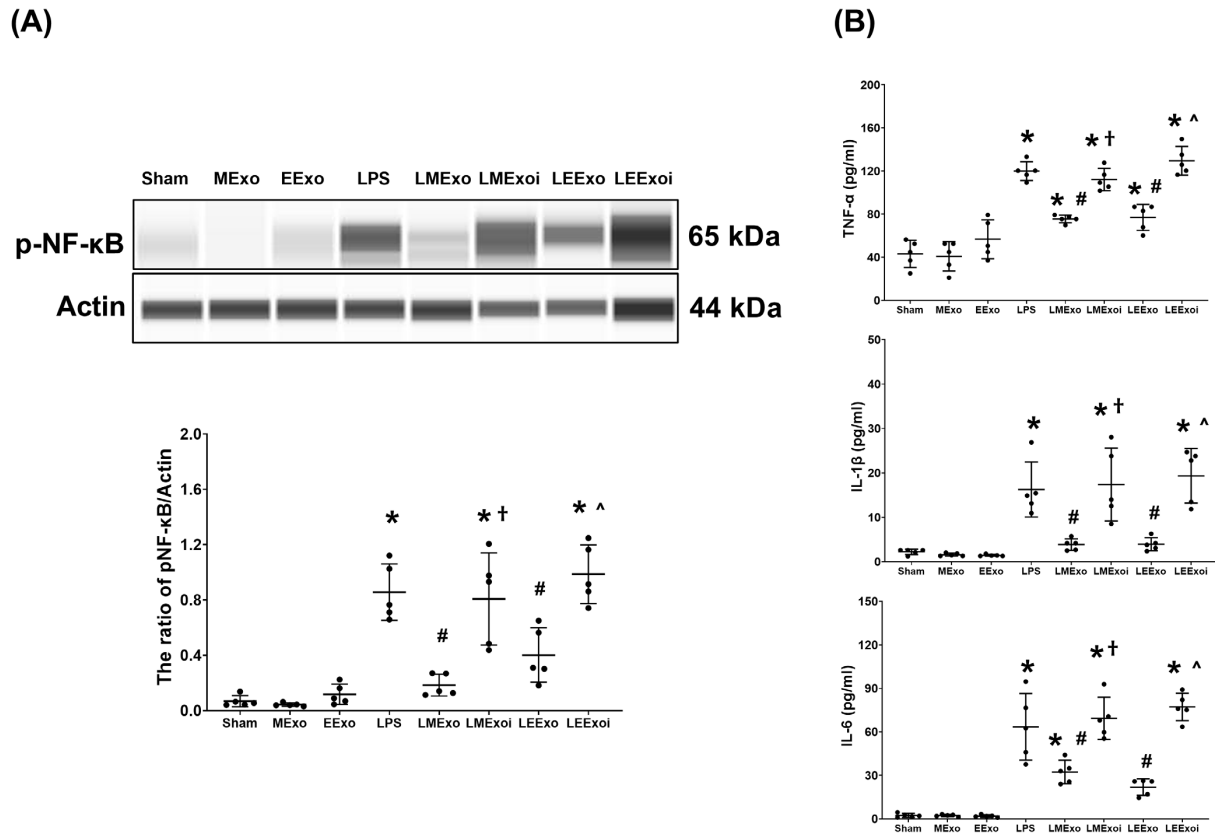 (A)
Sham MExo EExo LPS LMExo LMExoi LEExo LEExoi
p-NF-κB 65 kDa
Actin 44 kDa
The ratio of pNF-κB/Actin
2.0
1.6
1.2
0.8
0.4
0.0
* # * † # * ^
Sham MExo EExo LPS LMExo LMExoi LEExo LEExoi
(B)
TNF-α (pg/ml)
200
160
120
80
40
0
* * # * † * # * ^
Sham MExo EExo LPS LMExo LMExoi LEExo LEExoi
IL-1β (pg/ml)
50
40
30
20
10
0
* # * † # * ^
Sham MExo EExo LPS LMExo LMExoi LEExo LEExoi
IL-6 (pg/ml)
150
120
90
60
30
0
* * # * † # * ^
Sham MExo EExo LPS LMExo LMExoi LEExo LEExoi